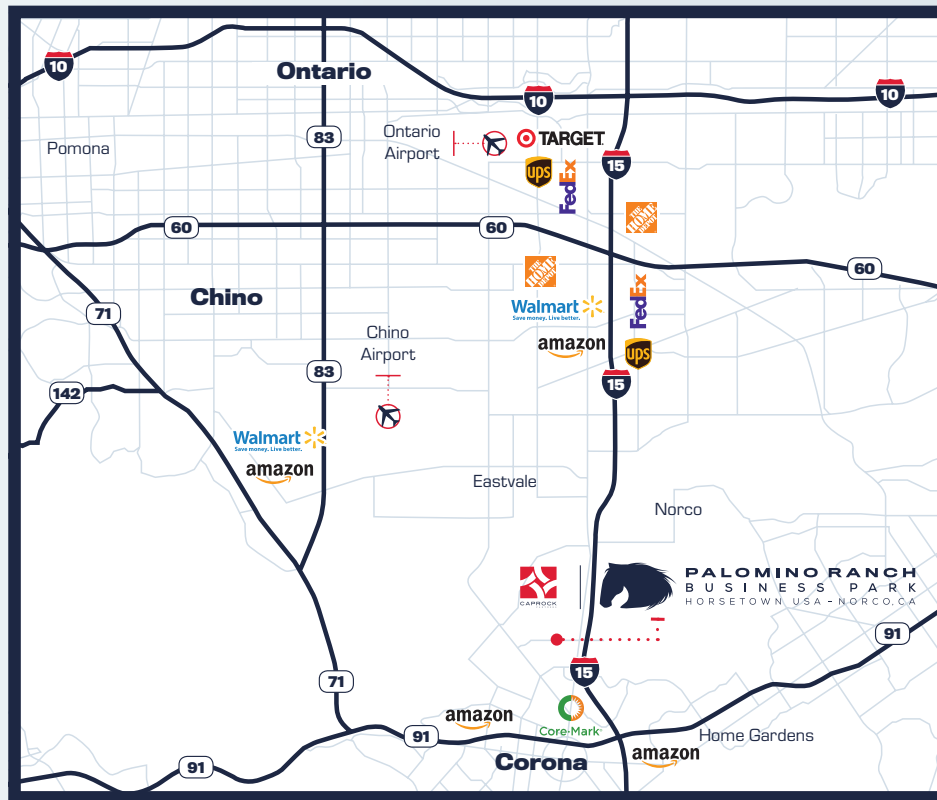 10
Ontario
10
10
83
Ontario
Airport
TARGET
Pomona
15
ups
FedEx
THE HOME DEPOT
60
60
60
THE HOME DEPOT
Chino
FedEx
Walmart
Save money. Live better.
71
Chino
Airport
amazon
ups
83
15
142
Walmart
Save money. Live better.
amazon
Eastvale
Norco
PALOMINO RANCH
BUSINESS PARK
HORSETOWN USA - NORCO, CA
CAPROCK
91
15
71
amazon
Core-Mark
91
Home Gardens
amazon
Corona
91